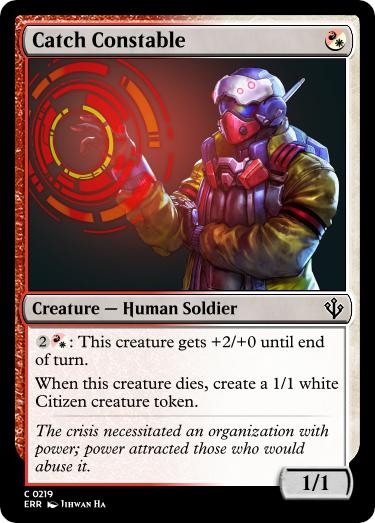 Catch Constable
Creature — Human Soldier
2: This creature gets +2/+0 until end
of turn.
When this creature dies, create a 1/1 white
Citizen creature token.
The crisis necessitated an organization with
power; power attracted those who would
abuse it.
1/1
C 0219
ERR Jihwan Ha